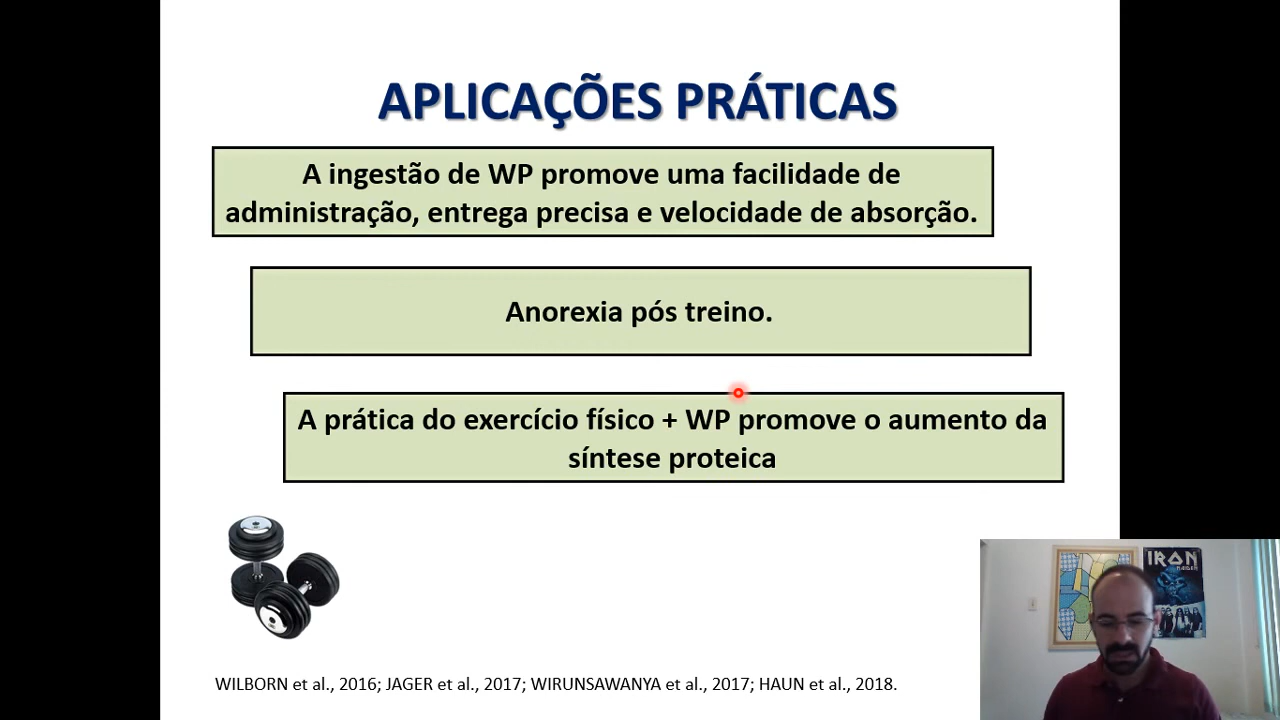 APLICAÇÕES PRÁTICAS
A ingestão de WP promove uma facilidade de
administração, entrega precisa e velocidade de absorção.
Anorexia pós treino.
A prática do exercício físico + WP promove o aumento da
síntese proteica
IRON
MAIDEN
WILBORN et al., 2016; JAGER et al., 2017; WIRUNSAWANYA et al., 2017; HAUN et al., 2018.